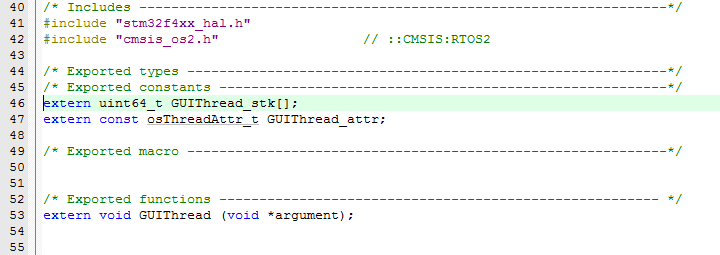 40 /* Includes ------------------------------------------------------------------*/
41 #include "stm32f4xx_hal.h"
42 #include "cmsis_os2.h"                  // ::CMSIS:RTOS2
43
44 /* Exported types ------------------------------------------------------------*/
45 /* Exported constants --------------------------------------------------------*/
46 extern uint64_t GUIThread_stk[];
47 extern const osThreadAttr_t GUIThread_attr;
48
49 /* Exported macro ------------------------------------------------------------*/
50
51
52 /* Exported functions ------------------------------------------------------- */
53 extern void GUIThread (void *argument);
54
55